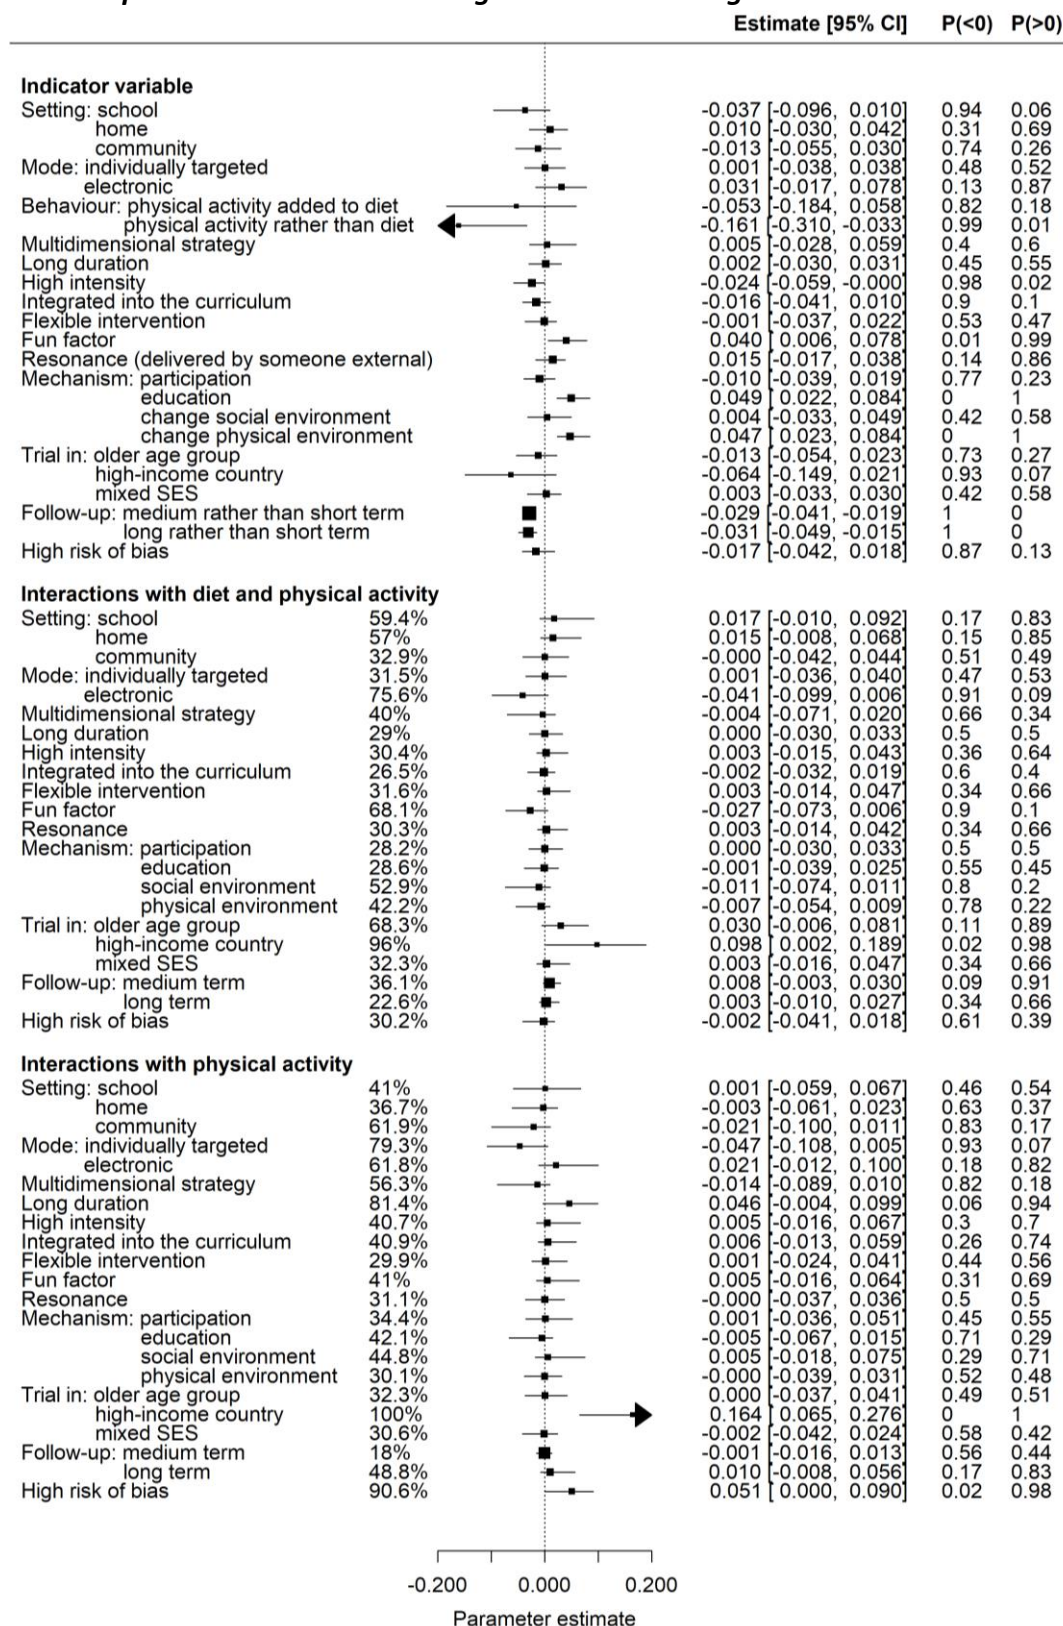 Estimate [95% CI] P(<0) P(>0)
Indicator variable
Setting: school -0.037 [-0.096, 0.010] 0.94 0.06
home 0.010 [-0.030, 0.042] 0.31 0.69
community -0.013 [-0.055, 0.030] 0.74 0.26
Mode: individually targeted 0.001 [-0.038, 0.038] 0.48 0.52
electronic 0.031 [-0.017, 0.078] 0.13 0.87
Behaviour: physical activity added to diet -0.053 [-0.184, 0.058] 0.82 0.18
physical activity rather than diet -0.161 [-0.310, -0.033] 0.99 0.01
Multidimensional strategy 0.005 [-0.028, 0.059] 0.4 0.6
Long duration 0.002 [-0.030, 0.031] 0.45 0.55
High intensity -0.024 [-0.059, -0.000] 0.98 0.02
Integrated into the curriculum -0.016 [-0.041, 0.010] 0.9 0.1
Flexible intervention -0.001 [-0.037, 0.022] 0.53 0.47
Fun factor 0.040 [ 0.006, 0.078] 0.01 0.99
Resonance (delivered by someone external) 0.015 [-0.017, 0.038] 0.14 0.86
Mechanism: participation -0.010 [-0.039, 0.019] 0.77 0.23
education 0.049 [ 0.022, 0.084] 0 1
change social environment 0.004 [-0.033, 0.049] 0.42 0.58
change physical environment 0.047 [ 0.023, 0.084] 0 1
Trial in: older age group -0.013 [-0.054, 0.023] 0.73 0.27
high-income country -0.064 [-0.149, 0.021] 0.93 0.07
mixed SES 0.003 [-0.033, 0.030] 0.42 0.58
Follow-up: medium rather than short term -0.029 [-0.041, -0.019] 1 0
long rather than short term -0.031 [-0.049, -0.015] 1 0
High risk of bias -0.017 [-0.042, 0.018] 0.87 0.13
Interactions with diet and physical activity
Setting: school 59.4% 0.017 [-0.010, 0.092] 0.17 0.83
home 57% 0.015 [-0.008, 0.068] 0.15 0.85
community 32.9% -0.000 [-0.042, 0.044] 0.51 0.49
Mode: individually targeted 31.5% 0.001 [-0.036, 0.040] 0.47 0.53
electronic 75.6% -0.041 [-0.099, 0.006] 0.91 0.09
Multidimensional strategy 40% -0.004 [-0.071, 0.020] 0.66 0.34
Long duration 29% 0.000 [-0.030, 0.033] 0.5 0.5
High intensity 30.4% 0.003 [-0.015, 0.043] 0.36 0.64
Integrated into the curriculum 26.5% -0.002 [-0.032, 0.019] 0.6 0.4
Flexible intervention 31.6% 0.003 [-0.014, 0.047] 0.34 0.66
Fun factor 68.1% -0.027 [-0.073, 0.006] 0.9 0.1
Resonance 30.3% 0.003 [-0.014, 0.042] 0.34 0.66
Mechanism: participation 28.2% 0.000 [-0.030, 0.033] 0.5 0.5
education 28.6% -0.001 [-0.039, 0.025] 0.55 0.45
social environment 52.9% -0.011 [-0.074, 0.011] 0.8 0.2
physical environment 42.2% -0.007 [-0.054, 0.009] 0.78 0.22
Trial in: older age group 68.3% 0.030 [-0.006, 0.081] 0.11 0.89
high-income country 96% 0.098 [ 0.002, 0.189] 0.02 0.98
mixed SES 32.3% 0.003 [-0.016, 0.047] 0.34 0.66
Follow-up: medium term 36.1% 0.008 [-0.003, 0.030] 0.09 0.91
long term 22.6% 0.003 [-0.010, 0.027] 0.34 0.66
High risk of bias 30.2% -0.002 [-0.041, 0.018] 0.61 0.39
Interactions with physical activity
Setting: school 41% 0.001 [-0.059, 0.067] 0.46 0.54
home 36.7% -0.003 [-0.061, 0.023] 0.63 0.37
community 61.9% -0.021 [-0.100, 0.011] 0.83 0.17
Mode: individually targeted 79.3% -0.047 [-0.108, 0.005] 0.93 0.07
electronic 61.8% 0.021 [-0.012, 0.100] 0.18 0.82
Multidimensional strategy 56.3% -0.014 [-0.089, 0.010] 0.82 0.18
Long duration 81.4% 0.046 [-0.004, 0.099] 0.06 0.94
High intensity 40.7% 0.005 [-0.016, 0.067] 0.3 0.7
Integrated into the curriculum 40.9% 0.006 [-0.013, 0.059] 0.26 0.74
Flexible intervention 29.9% 0.001 [-0.024, 0.041] 0.44 0.56
Fun factor 41% 0.005 [-0.016, 0.064] 0.31 0.69
Resonance 31.1% -0.000 [-0.037, 0.036] 0.5 0.5
Mechanism: participation 34.4% 0.001 [-0.036, 0.051] 0.45 0.55
education 42.1% -0.005 [-0.067, 0.015] 0.71 0.29
social environment 44.8% 0.005 [-0.018, 0.075] 0.29 0.71
physical environment 30.1% -0.000 [-0.039, 0.031] 0.52 0.48
Trial in: older age group 32.3% 0.000 [-0.037, 0.041] 0.49 0.51
high-income country 100% 0.164 [ 0.065, 0.276] 0 1
mixed SES 30.6% -0.002 [-0.042, 0.024] 0.58 0.42
Follow-up: medium term 18% -0.001 [-0.016, 0.013] 0.56 0.44
long term 48.8% 0.010 [-0.008, 0.056] 0.17 0.83
High risk of bias 90.6% 0.051 [ 0.000, 0.090] 0.02 0.98
-0.200 0.000 0.200
Parameter estimate